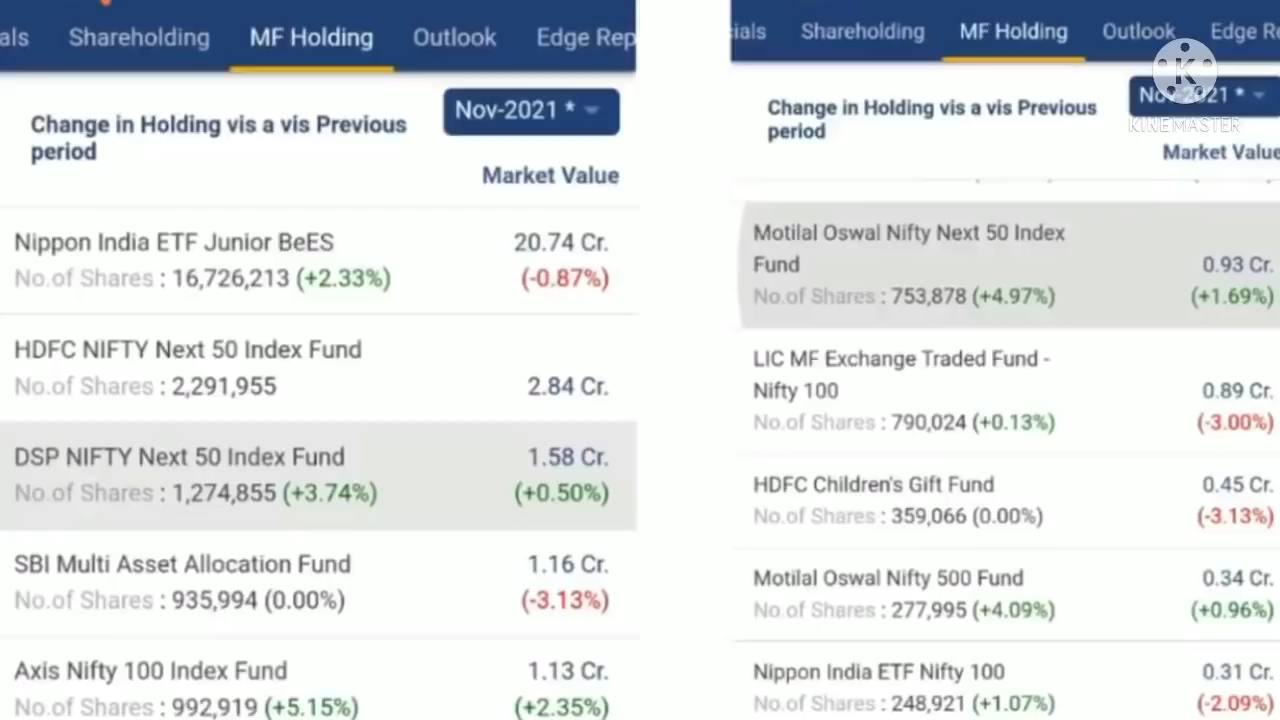 als Shareholding MF Holding Outlook Edge Rep
Change in Holding vis a vis Previous
period
Nov-2021 *
Market Value
Nippon India ETF Junior BeES 20.74 Cr.
No.of Shares : 16,726,213 (+2.33%) (-0.87%)
HDFC NIFTY Next 50 Index Fund
No.of Shares : 2,291,955 2.84 Cr.
DSP NIFTY Next 50 Index Fund 1.58 Cr.
No.of Shares : 1,274,855 (+3.74%) (+0.50%)
SBI Multi Asset Allocation Fund 1.16 Cr.
No.of Shares : 935,994 (0.00%) (-3.13%)
Axis Nifty 100 Index Fund 1.13 Cr.
No.of Shares : 992,919 (+5.15%) (+2.35%)
ials Shareholding MF Holding Outlook Edge Re
K
KINEMASTER
Change in Holding vis a vis Previous
period
Nov-2021 *
Market Value
Motilal Oswal Nifty Next 50 Index
Fund 0.93 Cr.
No.of Shares : 753,878 (+4.97%) (+1.69%)
LIC MF Exchange Traded Fund -
Nifty 100 0.89 Cr.
No.of Shares : 790,024 (+0.13%) (-3.00%)
HDFC Children's Gift Fund 0.45 Cr.
No.of Shares : 359,066 (0.00%) (-3.13%)
Motilal Oswal Nifty 500 Fund 0.34 Cr.
No.of Shares : 277,995 (+4.09%) (+0.96%)
Nippon India ETF Nifty 100 0.31 Cr.
No.of Shares : 248,921 (+1.07%) (-2.09%)